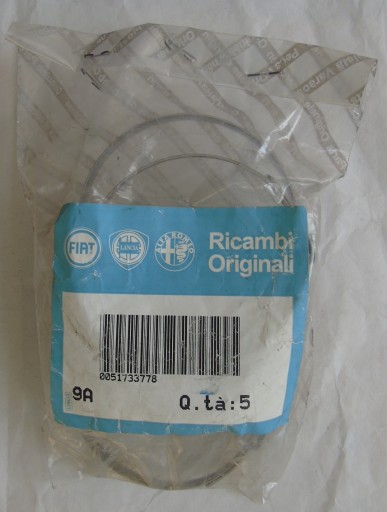 FIAT
LANCIA
ALFA ROMEO
Ricambi
Originali
0051733778
9A
Q.tà:5